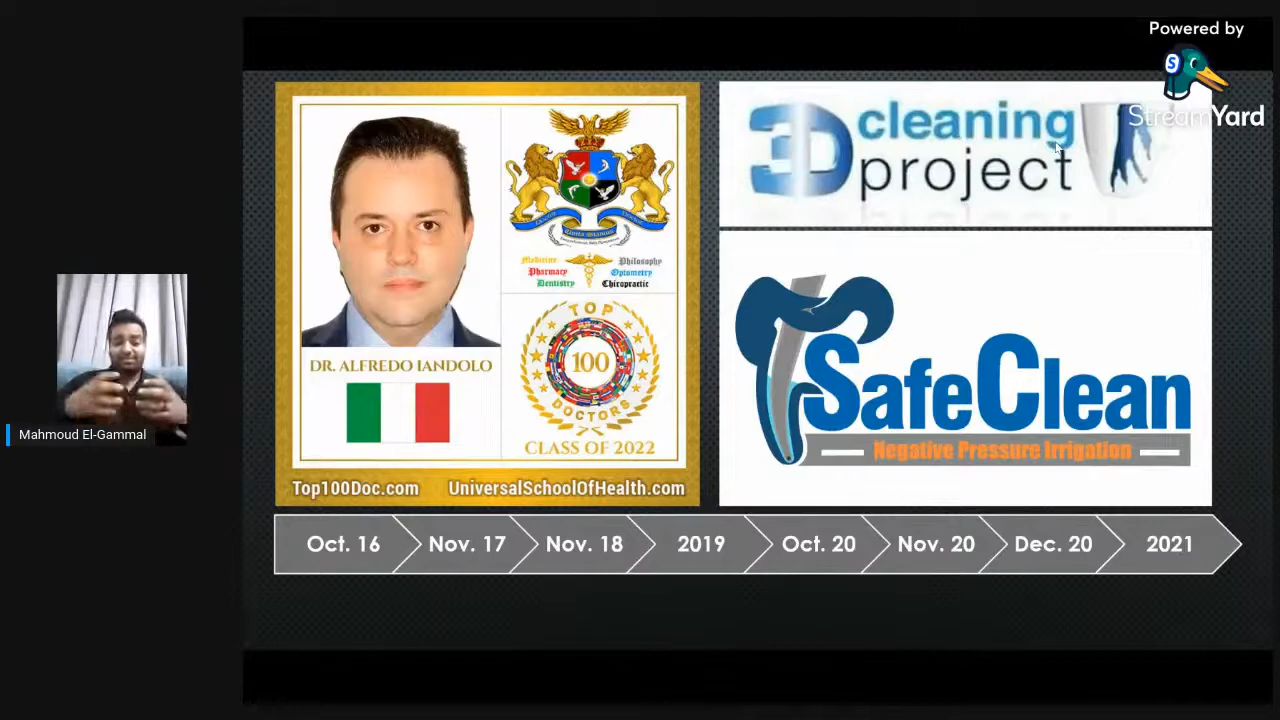 Powered by
StreamYard
Mahmoud El-Gammal
DR. ALFREDO IANDOLO
Medicine
Pharmacy
Dentistry
Philosophy
Optometry
Chiropractic
TOP
100
DOCTORS
CLASS OF 2022
Top100Doc.com
UniversalSchoolOfHealth.com
3D cleaning
project
SafeClean
Negative Pressure Irrigation
Oct. 16
Nov. 17
Nov. 18
2019
Oct. 20
Nov. 20
Dec. 20
2021